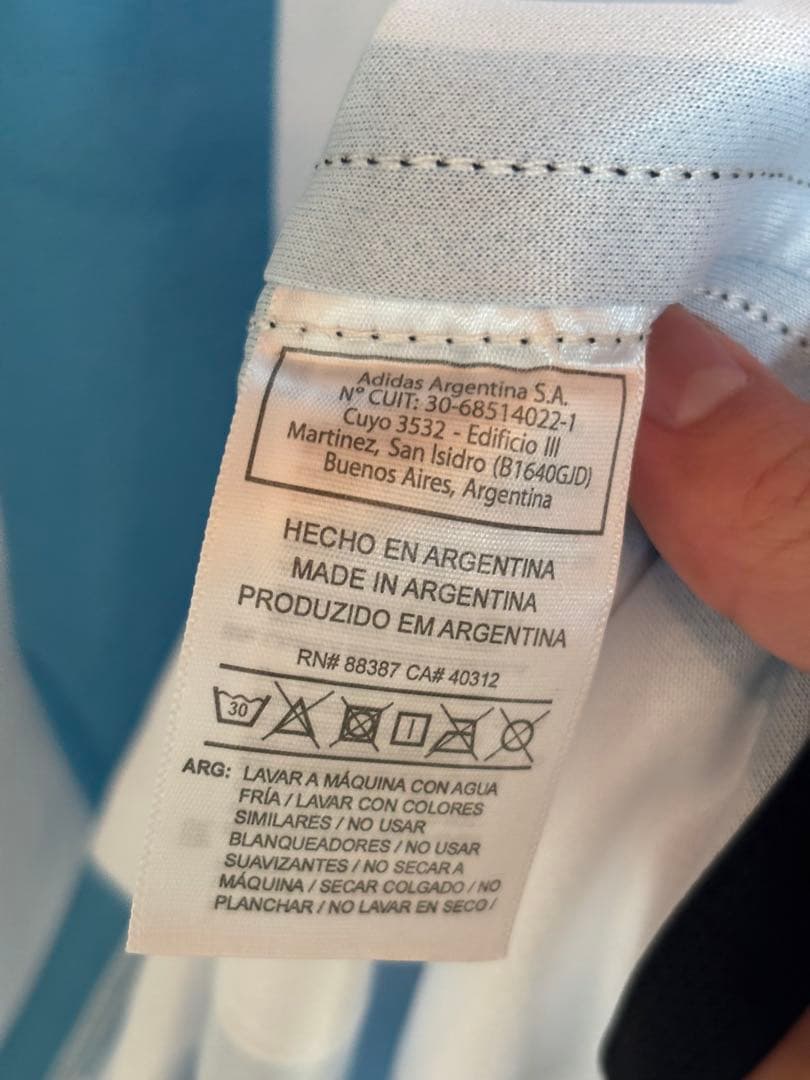 Adidas Argentina S.A.
N° CUIT: 30-68514022-1
Cuyo 3532 - Edificio III
Martinez, San Isidro (B1640GJD)
Buenos Aires, Argentina
HECHO EN ARGENTINA
MADE IN ARGENTINA
PRODUZIDO EM ARGENTINA
RN# 88387 CA# 40312
30
ARG: LAVAR A MÁQUINA CON AGUA
FRÍA / LAVAR CON COLORES
SIMILARES / NO USAR
BLANQUEADORES / NO USAR
SUAVIZANTES / NO SECAR A
MÁQUINA / SECAR COLGADO / NO
PLANCHAR / NO LAVAR EN SECO /